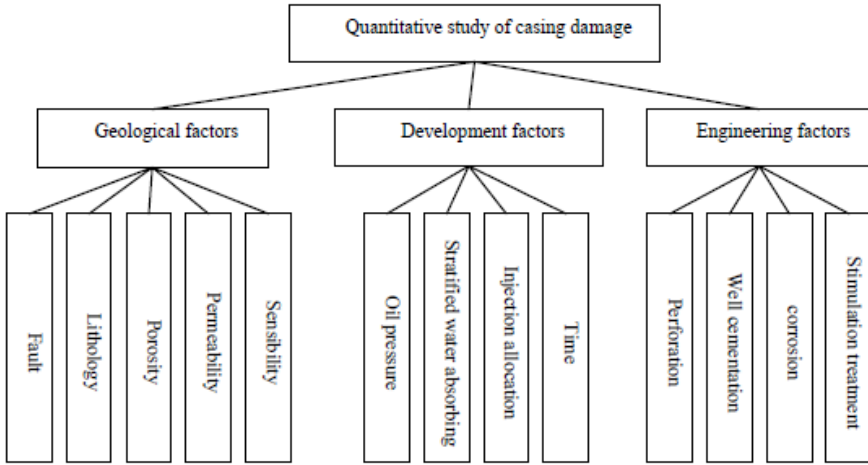 Quantitative study of casing damage
Geological factors
Development factors
Engineering factors
Fault
Lithology
Porosity
Permeability
Sensibility
Oil pressure
Stratified water absorbing
Injection allocation
Time
Perforation
Well cementation
corrosion
Stimulation treatment